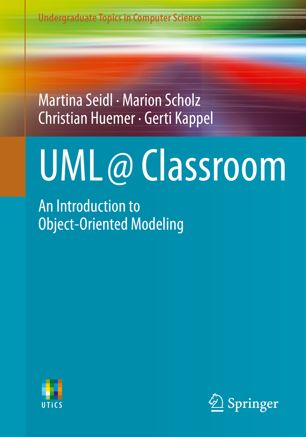 Undergraduate Topics in Computer Science
Martina Seidl · Marion Scholz
Christian Huemer · Gerti Kappel
UML@Classroom
An Introduction to
Object-Oriented Modeling
UTiCS
Springer